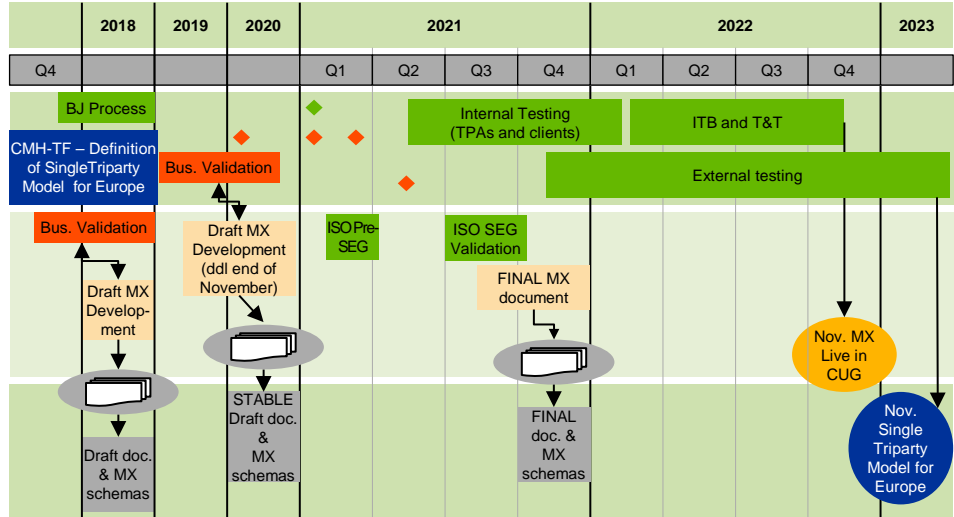 2018 2019 2020 2021 2022 2023
Q4 Q1 Q2 Q3 Q4 Q1 Q2 Q3 Q4
BJ Process
CMH-TF – Definition
of SingleTriparty
Model for Europe
Bus. Validation
Internal Testing
(TPAs and clients)
ITB and T&T
External testing
Bus. Validation
Draft MX
Development
(ddl end of
November)
ISO Pre-
SEG
ISO SEG
Validation
Draft MX
Develop-
ment
FINAL MX
document
Nov. MX
Live in
CUG
STABLE
Draft doc.
&
MX
schemas
FINAL
doc. &
MX
schemas
Draft doc.
& MX
schemas
Nov.
Single
Triparty
Model for
Europe